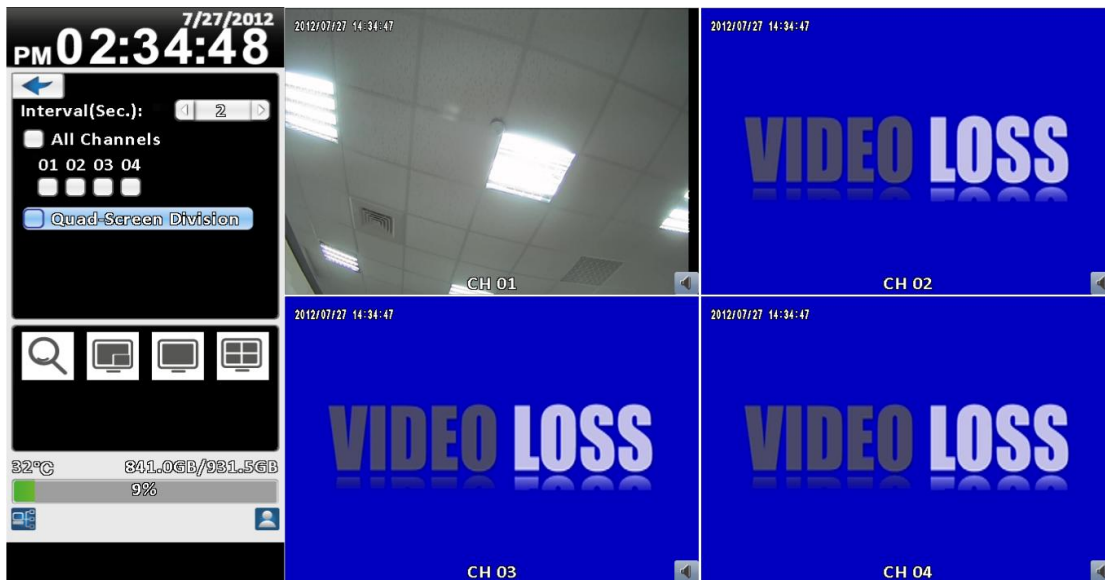 7/27/2012
PM 02:34:48
Interval(Sec.): 2
All Channels
01 02 03 04
Quad-Screen Division
32°C 841.0GB/931.5GB
9%
2012/07/27 14:34:47
CH 01
2012/07/27 14:34:47
VIDEO LOSS
CH 02
2012/07/27 14:34:47
VIDEO LOSS
CH 03
2012/07/27 14:34:47
VIDEO LOSS
CH 04